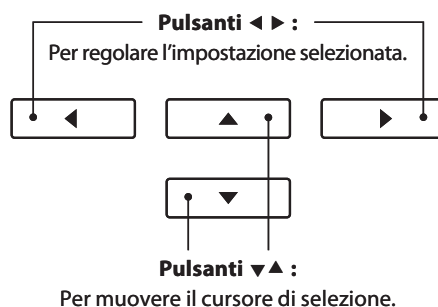 Pulsanti ◀ ▶ :
Per regolare l'impostazione selezionata.
Pulsanti ▼▲ :
Per muovere il cursore di selezione.